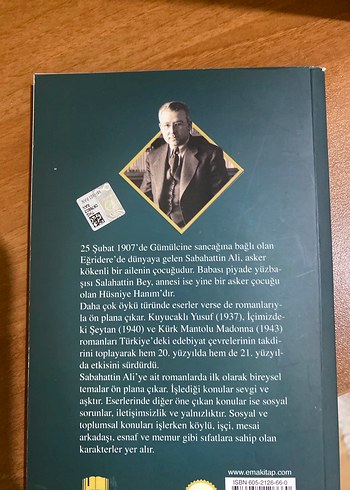 25 Şubat 1907'de Gümülcine sancağına bağlı olan
Eğridere'de dünyaya gelen Sabahattin Ali, asker
kökenli bir ailenin çocuğudur. Babası piyade yüzba-
şısı Salahattin Bey, annesi ise yine bir asker çocuğu
olan Hüsniye Hanım'dır.
Daha çok öykü türünde eserler verse de romanlarıy-
la ön plana çıkar. Kuyucaklı Yusuf (1937), İçimizde-
ki Şeytan (1940) ve Kürk Mantolu Madonna (1943)
romanları Türkiye'deki edebiyat çevrelerinin takdi-
rini toplayarak hem 20. yüzyılda hem de 21. yüzyıl-
da etkisini sürdürdü.
Sabahattin Ali'ye ait romanlarda ilk olarak bireysel
temalar ön plana çıkar. İşlediği konular sevgi ve
aşktır. Eserlerinde diğer öne çıkan konular ise sosyal
sorunlar, iletişimsizlik ve yalnızlıktır. Sosyal ve
toplumsal konuları işlerken köylü, işçi, mesai
arkadaşı, esnaf ve memur gibi sıfatlara sahip olan
karakterler yer alır.
www.emakitap.com
ISBN 605-2126-66-0